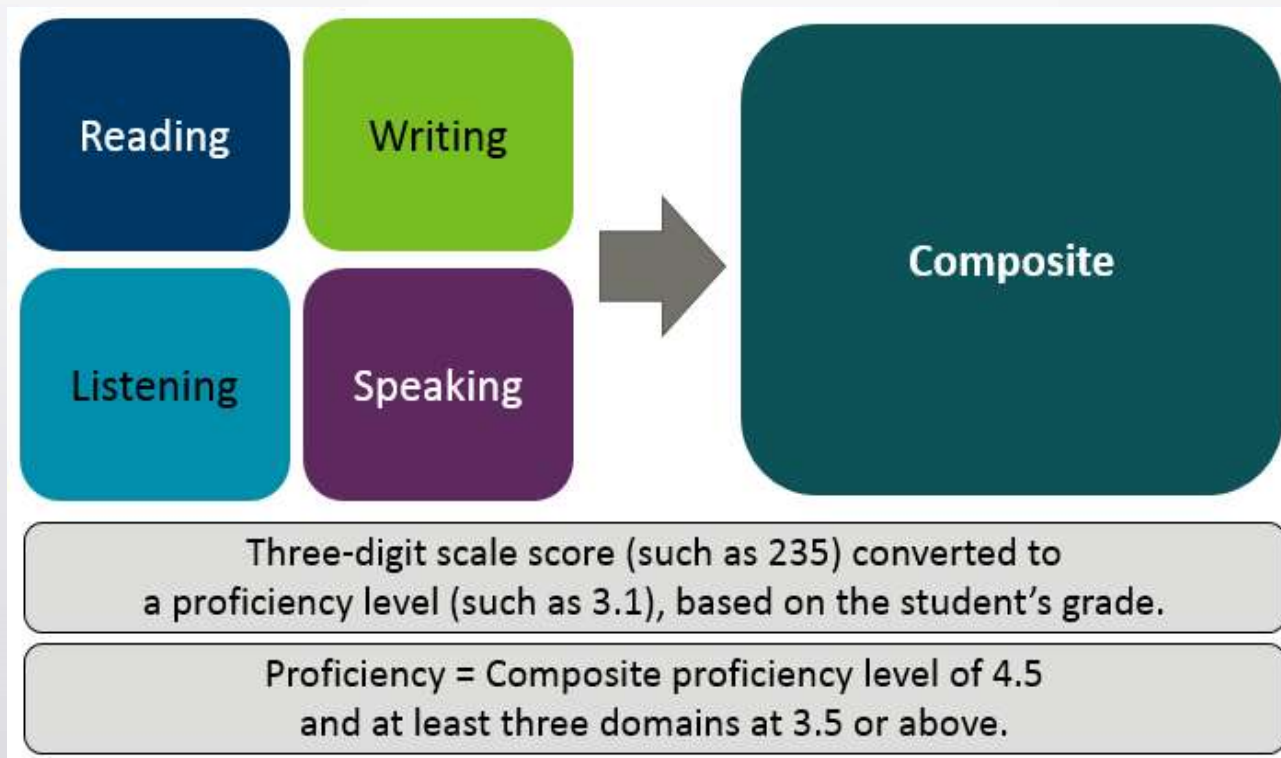 Reading
Writing
Listening
Speaking
Composite
Three-digit scale score (such as 235) converted to
a proficiency level (such as 3.1), based on the student’s grade.
Proficiency = Composite proficiency level of 4.5
and at least three domains at 3.5 or above.